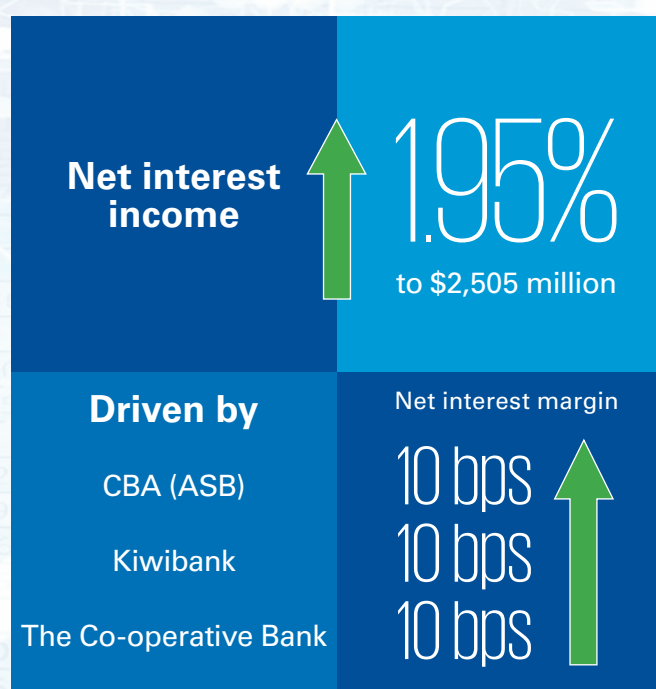 Net interest
income
1.95%
to $2,505 million
Driven by
Net interest margin
CBA (ASB)
10 bps
Kiwibank
10 bps
The Co-operative Bank
10 bps